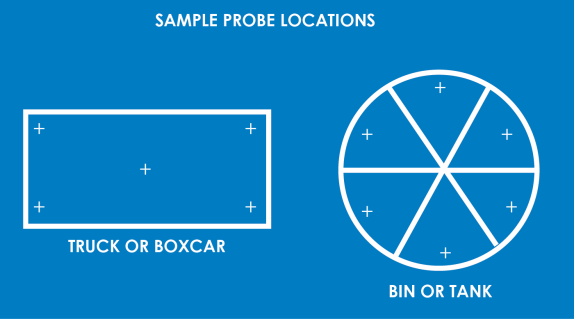 SAMPLE PROBE LOCATIONS
TRUCK OR BOXCAR
BIN OR TANK